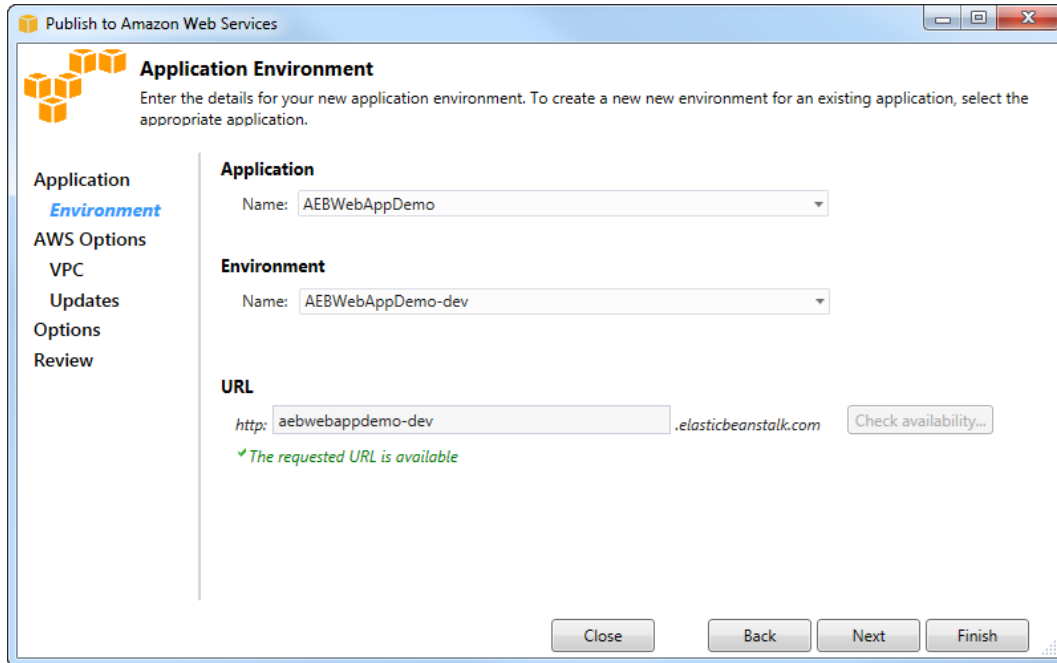 Publish to Amazon Web Services
Application Environment
Enter the details for your new application environment. To create a new new environment for an existing application, select the
appropriate application.
Application
Environment
AWS Options
VPC
Updates
Options
Review
Application
Name: AEBWebAppDemo
Environment
Name: AEBWebAppDemo-dev
URL
http: aebwebappdemo-dev .elasticbeanstalk.com Check availability...
The requested URL is available
Close Back Next Finish